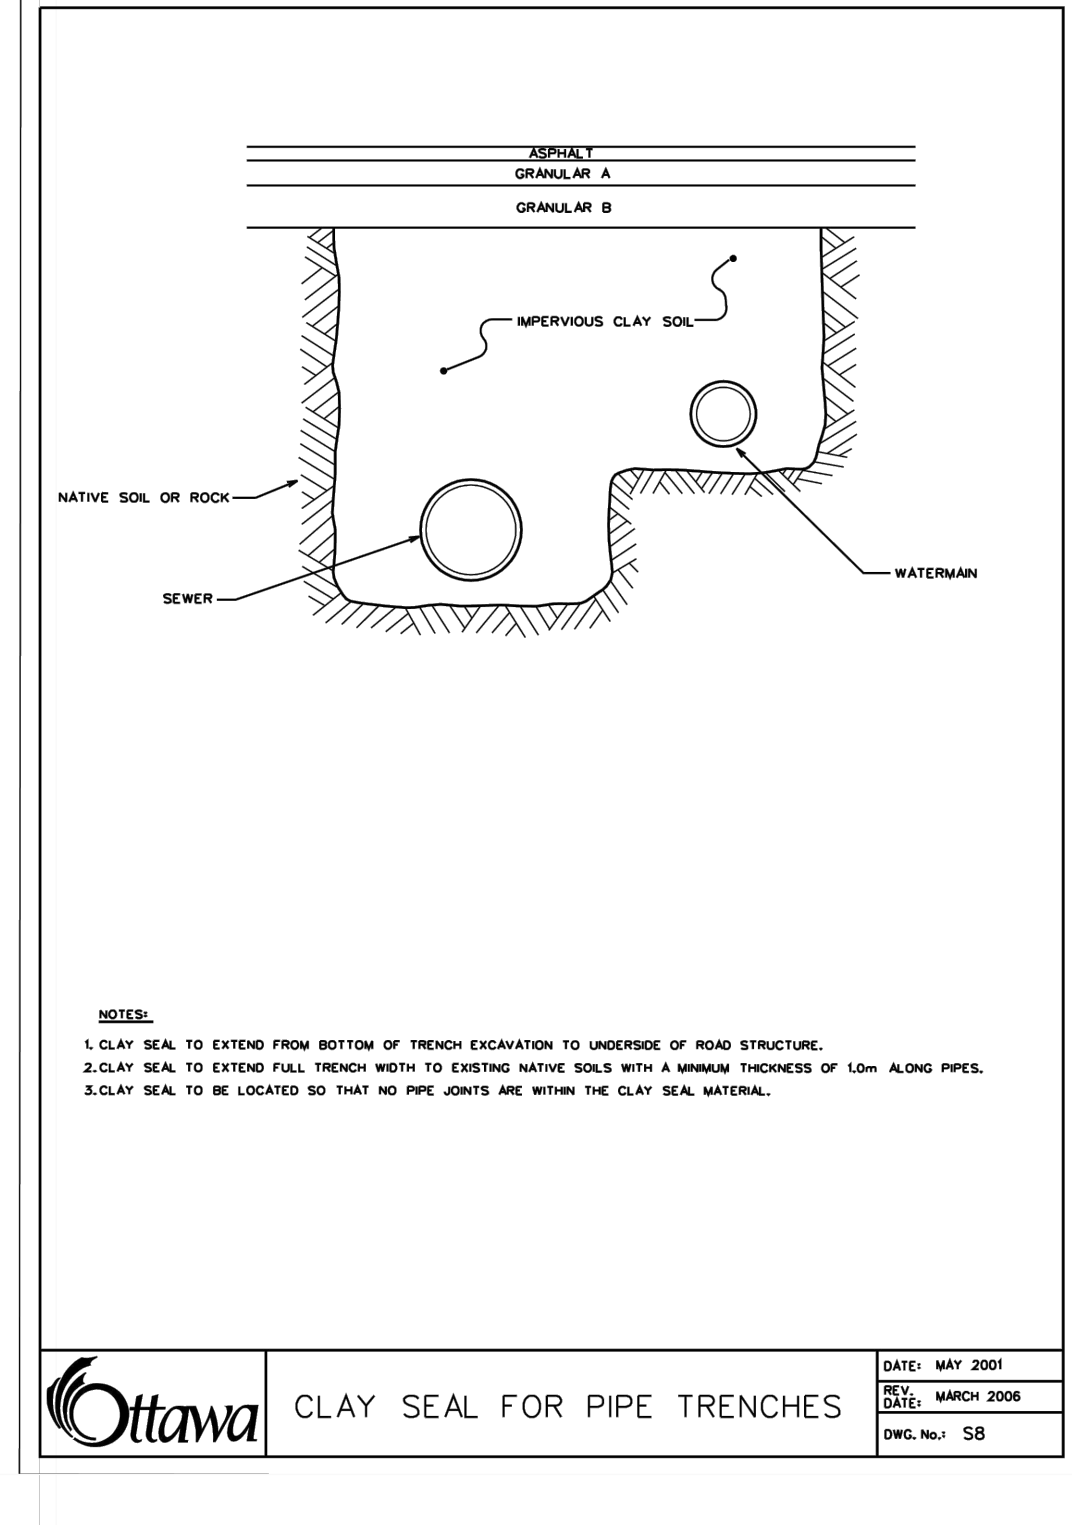 ASPHALT
GRANULAR A
GRANULAR B
IMPERVIOUS CLAY SOIL
NATIVE SOIL OR ROCK
WATERMAIN
SEWER
NOTES:
1. CLAY SEAL TO EXTEND FROM BOTTOM OF TRENCH EXCAVATION TO UNDERSIDE OF ROAD STRUCTURE.
2. CLAY SEAL TO EXTEND FULL TRENCH WIDTH TO EXISTING NATIVE SOILS WITH A MINIMUM THICKNESS OF 1.0m ALONG PIPES.
3. CLAY SEAL TO BE LOCATED SO THAT NO PIPE JOINTS ARE WITHIN THE CLAY SEAL MATERIAL.
Ottawa
CLAY SEAL FOR PIPE TRENCHES
DATE: MAY 2001
REV. DATE: MARCH 2006
DWG. No.: S8